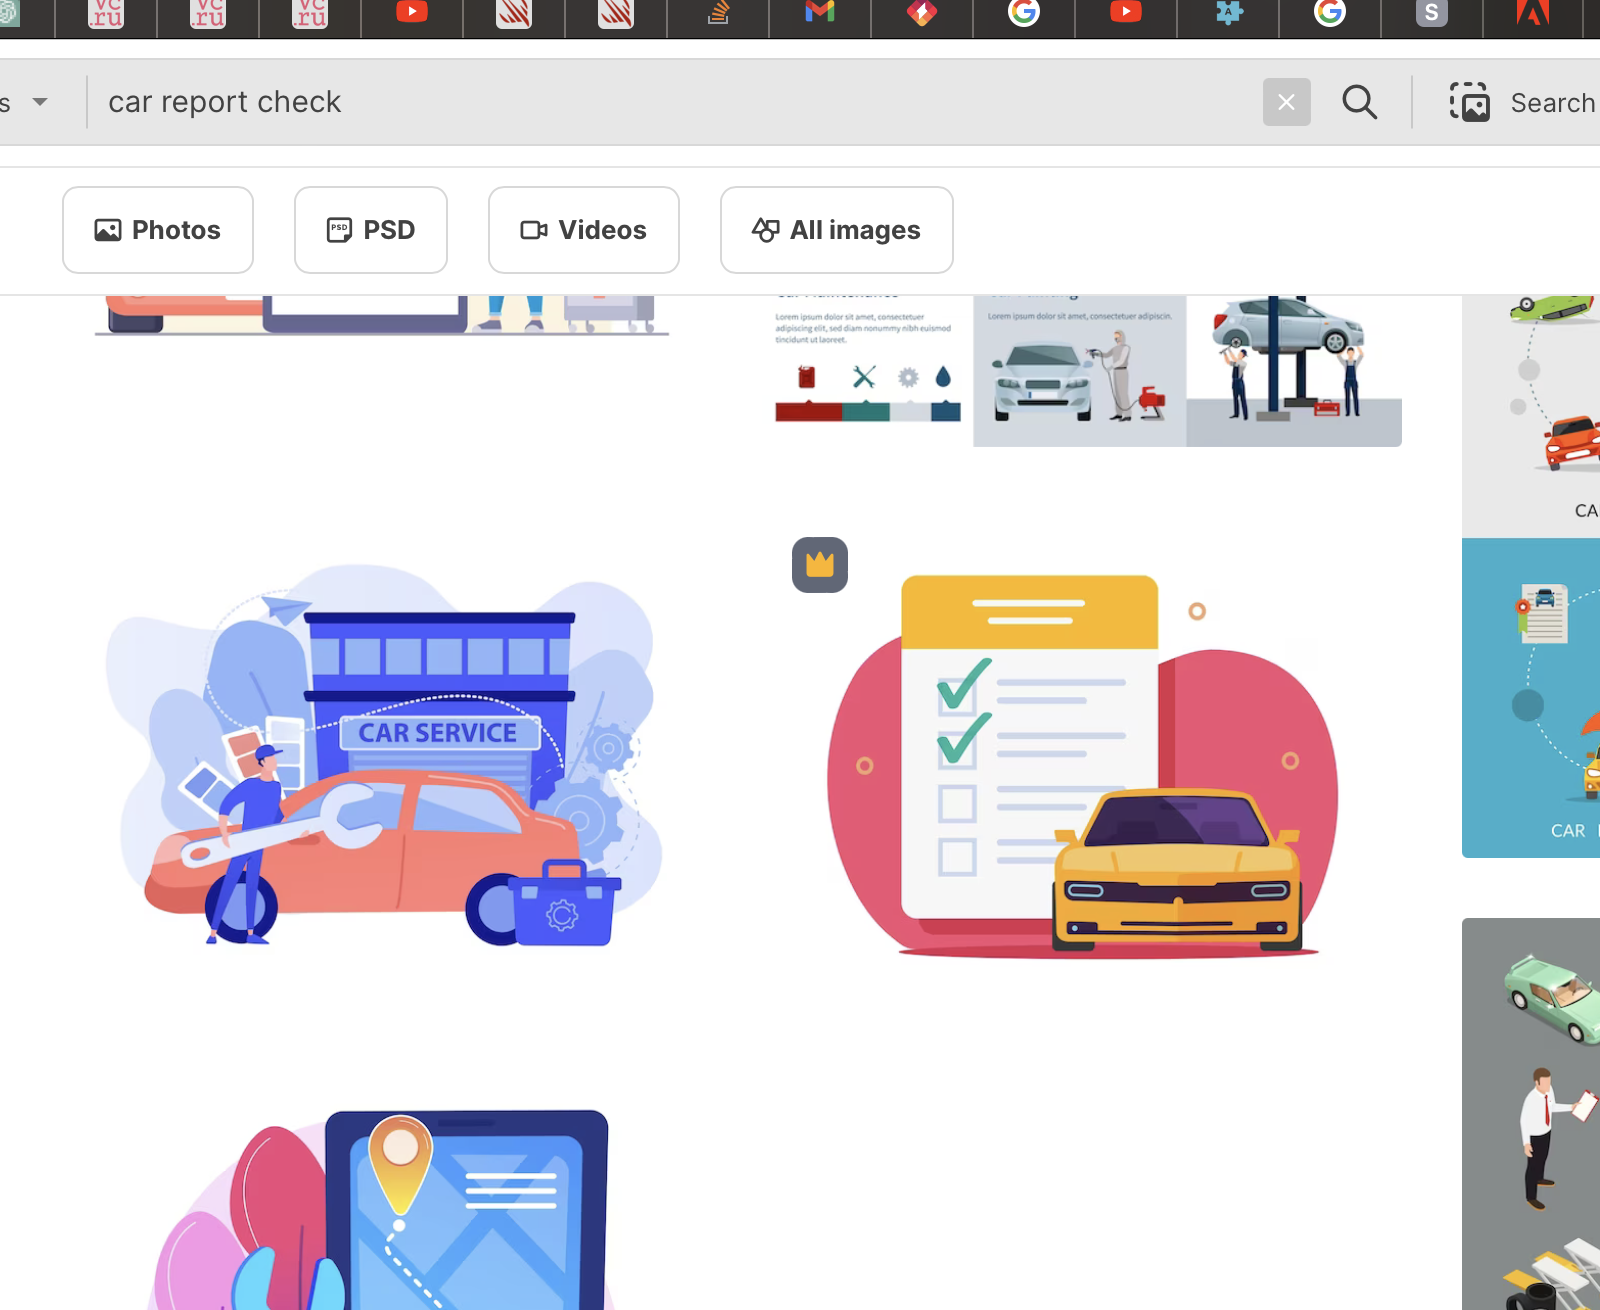 vc.ru
vc.ru
vc.ru
A
S
s
car report check
Search
Photos
PSD
PSD
Videos
All images
Lorem ipsum dolor sit amet, consectetuer
adipiscing elit, sed diam nonummy nibh euismod
tincidunt ut laoreet.
Lorem ipsum dolor sit amet, consectetuer adipiscin.
CA
CAR SERVICE
CAR